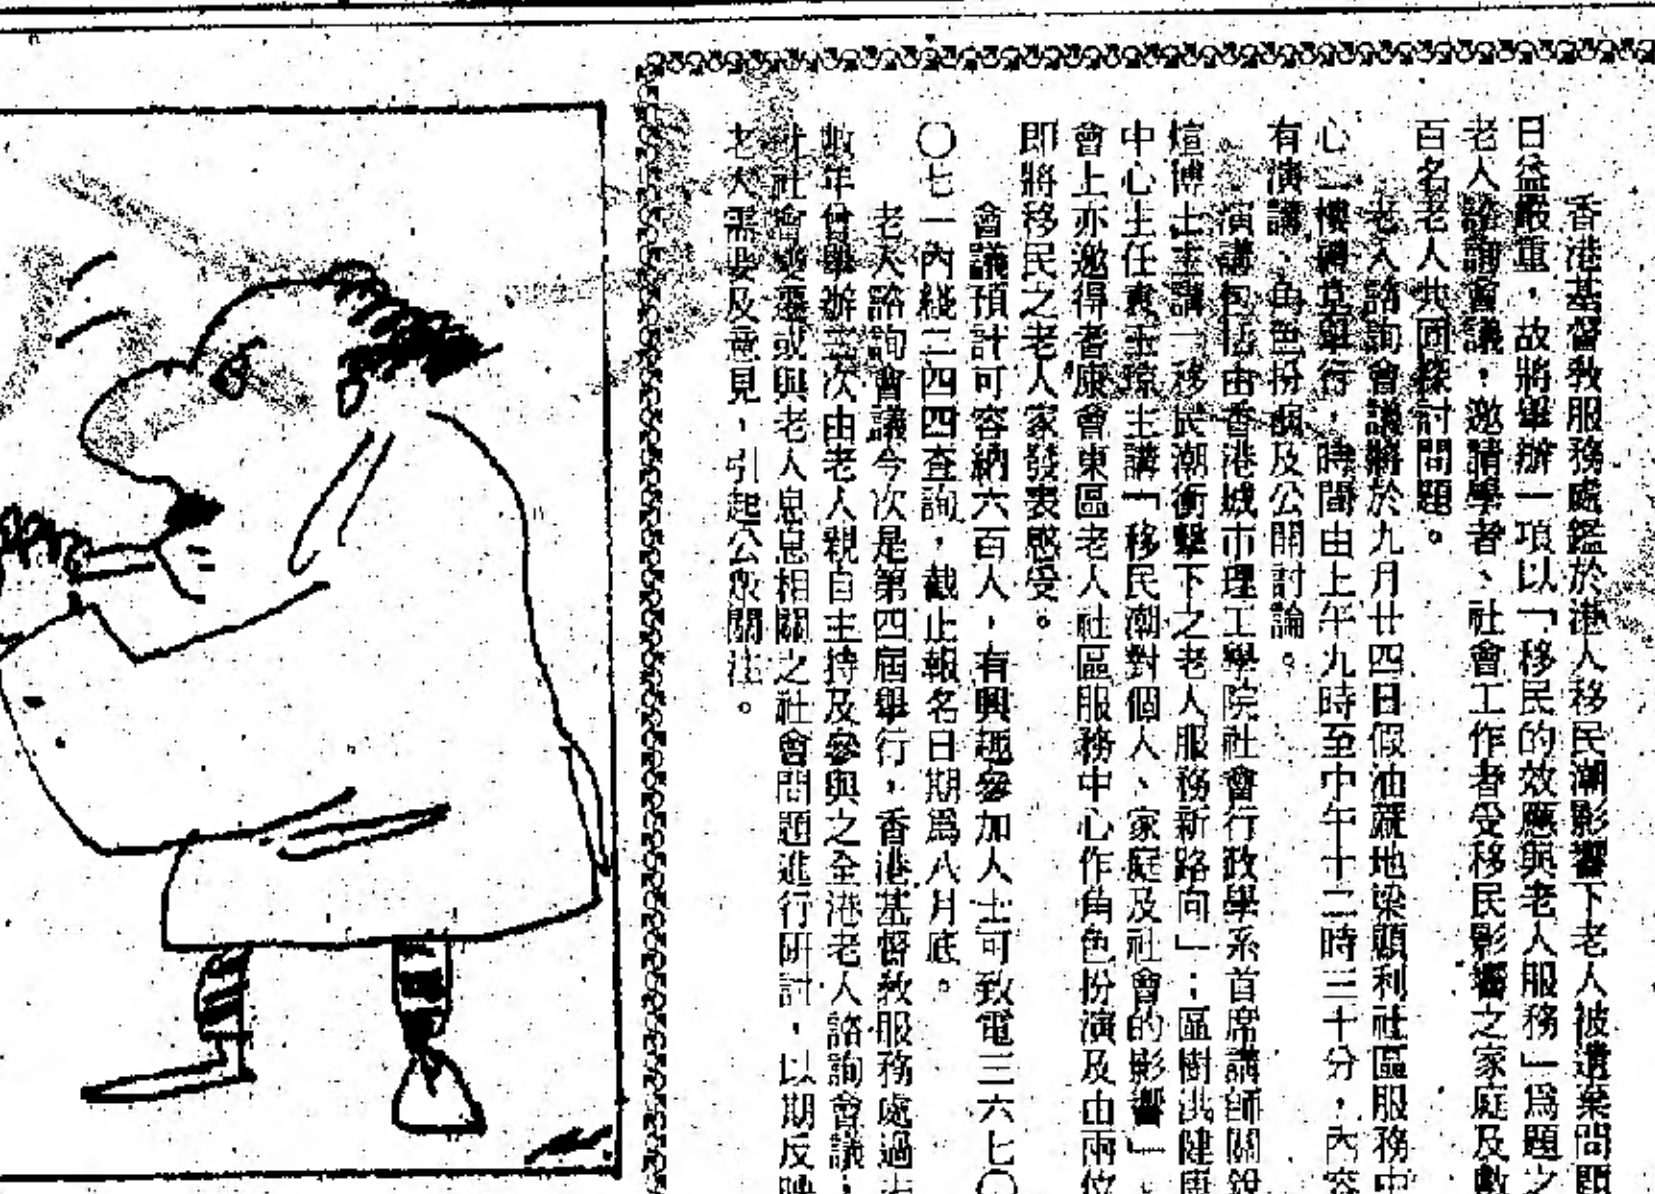 香港基督敎服務處鑑於港人移民潮影響下老人被遺棄問題
日益嚴重，故將舉辦一項以「移民的效應與老人服務」爲題之
老人諮詢會議，邀請學者、社會工作者受移民影響之家庭及數
百名老人共同探討問題。
老人諮詢會議將於九月廿四日假油蔴地梁顯利社區服務中
心二樓禮堂舉行，時間由上午九時至中午十二時三十分，內容
有演講、角色扮演及公開討論。
演講包括由香港城市理工學院社會行政學系首席講師關銳
煊博士主講「移民潮衝擊下之老人服務新路向」；區樹洪健康
中心主任袁玉琼主講「移民潮對個人、家庭及社會的影響」。
會上亦邀得耆康會東區老人社區服務中心作角色扮演及由兩位
即將移民之老人家發表感受。
會議預計可容納六百人，有興趣參加人士可致電三六七〇
〇七一內綫二四四查詢，截止報名日期爲八月底。
老人諮詢會議今次是第四屆舉行，香港基督敎服務處過去
數年曾舉辦三次由老人親自主持及參與之全港老人諮詢會議，
就社會變遷或與老人息息相關之社會問題進行硏討，以期反映
老人需要及意見，引起公衆關注。